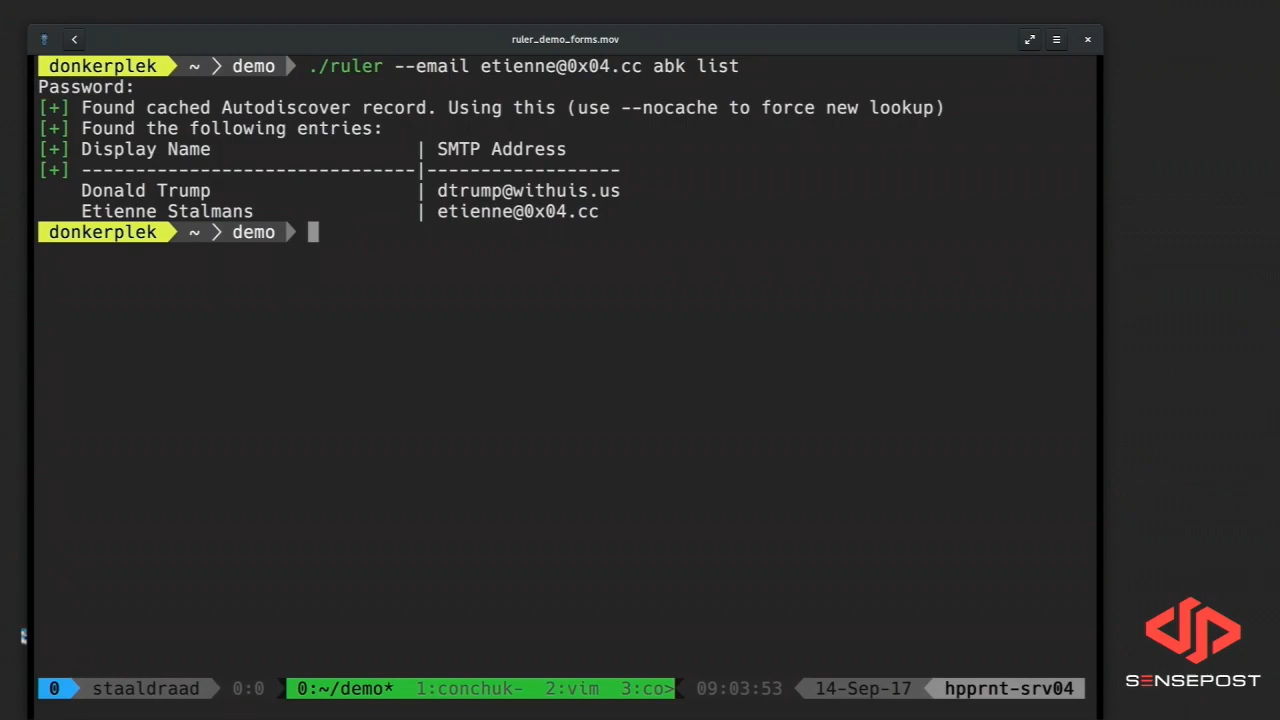 ruler_demo_forms.mov
donkerplek ~ > demo ./ruler --email etienne@0x04.cc abk list
Password:
[+] Found cached Autodiscover record. Using this (use --nocache to force new lookup)
[+] Found the following entries:
[+] Display Name | SMTP Address
[+] -------------------------------|------------------
Donald Trump | dtrump@withuis.us
Etienne Stalmans | etienne@0x04.cc
donkerplek ~ > demo
0 staaldraad 0:0 0:~/demo* 1:conchuk- 2:vim 3:co> 09:03:53 14-Sep-17 hpprnt-srv04
SENSEPOST